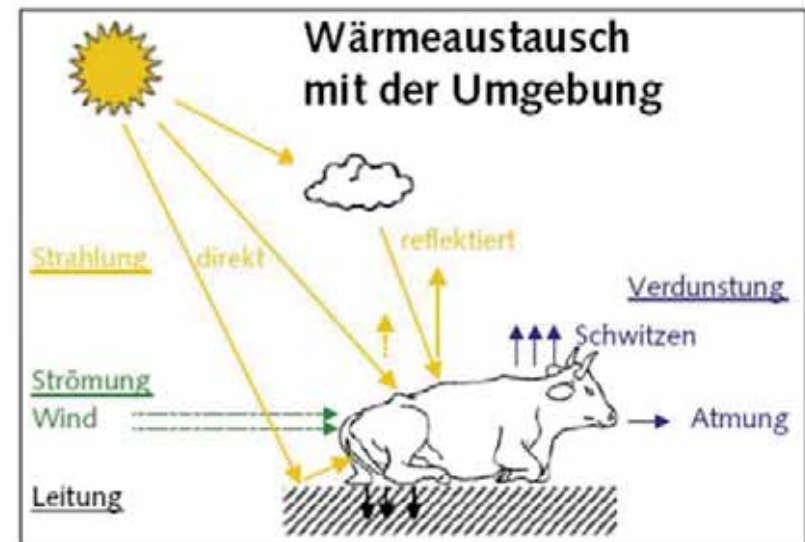 Wärmeaustausch
mit der Umgebung
Strahlung
direkt
reflektiert
Verdunstung
Schwitzen
Strömung
Wind
Atmung
Leitung